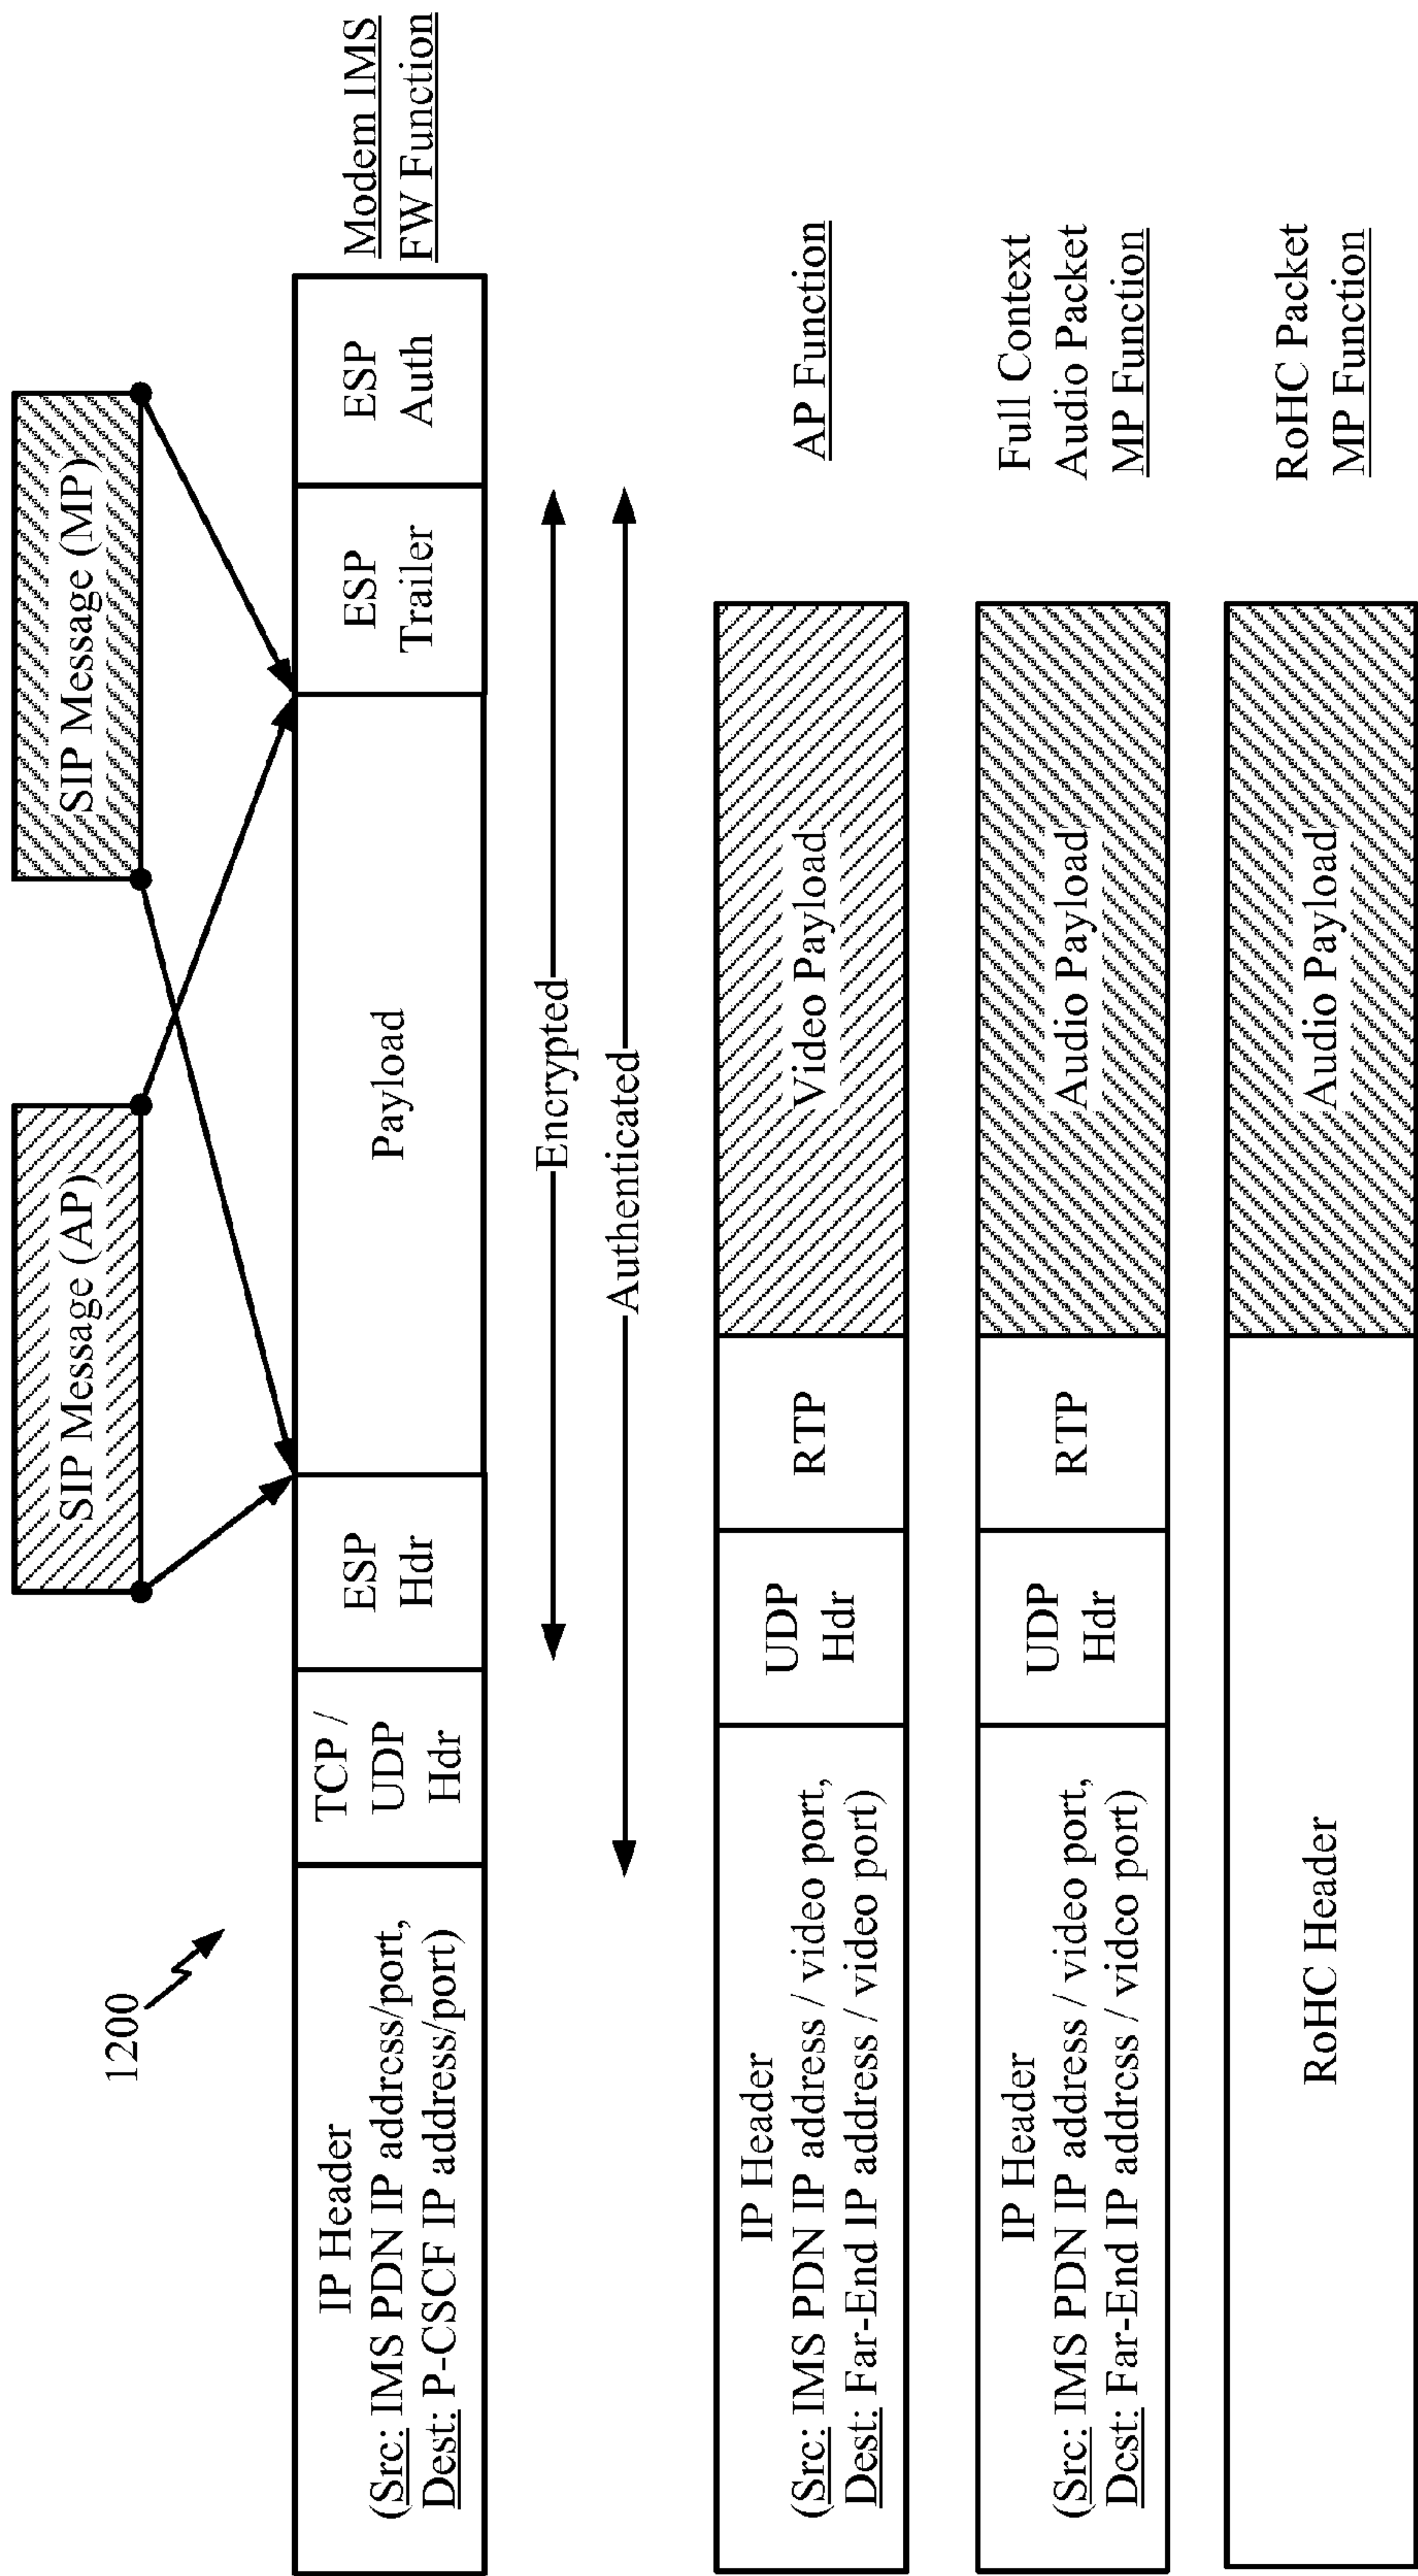 1200
SIP Message (AP)
SIP Message (MP)
IP Header
(Src: IMS PDN IP addrcss/port,
Dest: P-CSCF IP address/port)
TCP /
UDP
Hdr
ESP
Hdr
Payload
ESP
Trailer
ESP
Auth
Modem IMS
FW Function
Encrypted
Authenticated
IP Header
(Src: IMS PDN IP address / video port,
Dest: Far-End IP address / video port)
UDP
Hdr
RTP
Video Payload
AP Function
IP Header
(Src: IMS PDN IP address / video port,
Dcst: Far-End IP addrcss / vidco port)
UDP
Hdr
RTP
Audio Payload
Full Context
Audio Packet
MP Function
RoHC Header
Audio Payload
RoHC Packet
MP Function